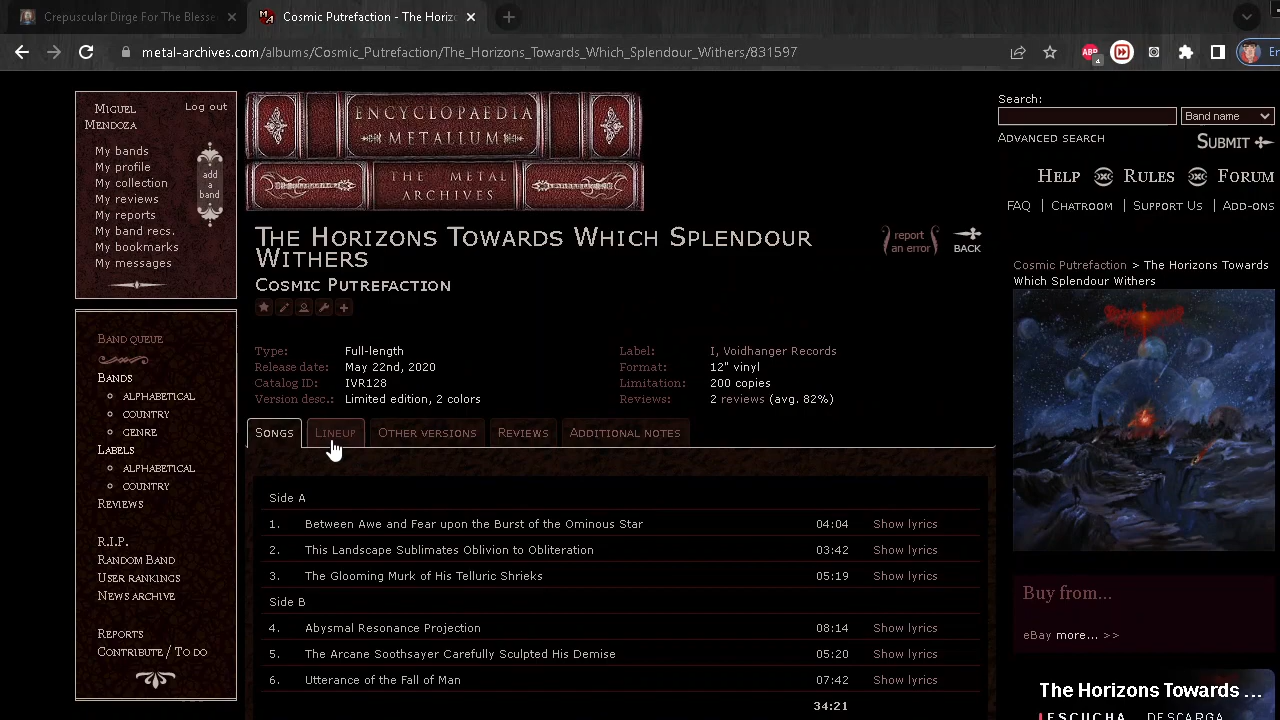 Crepuscular Dirge For The Blesse
Cosmic Putrefaction - The Horizo
metal-archives.com/albums/Cosmic_Putrefaction/The_Horizons_Towards_Which_Splendour_Withers/831597
ABP
4
En
Miguel Mendoza
Log out
My bands
My profile
My collection
My reviews
My reports
My band recs.
My bookmarks
My messages
add
a
band
ENCYCLOPAEDIA
METALLUM
THE METAL
ARCHIVES
Search:
Band name
Advanced search
Submit
Help
Rules
Forum
FAQ | Chatroom | Support Us | Add-ons
The Horizons Towards Which Splendour
Withers
Cosmic Putrefaction
report
an error
BACK
Cosmic Putrefaction > The Horizons Towards
Which Splendour Withers
Type: Full-length
Release date: May 22nd, 2020
Catalog ID: IVR128
Version desc.: Limited edition, 2 colors
Label: I, Voidhanger Records
Format: 12" vinyl
Limitation: 200 copies
Reviews: 2 reviews (avg. 82%)
Band queue
Bands
alphabetical
country
genre
Labels
alphabetical
country
Reviews
R.I.P.
Random Band
User rankings
News archive
Reports
Contribute / To do
Songs
Lineup
Other versions
Reviews
Additional notes
Side A
1. Between Awe and Fear upon the Burst of the Ominous Star 04:04 Show lyrics
2. This Landscape Sublimates Oblivion to Obliteration 03:42 Show lyrics
3. The Glooming Murk of His Telluric Shrieks 05:19 Show lyrics
Side B
4. Abysmal Resonance Projection 08:14 Show lyrics
5. The Arcane Soothsayer Carefully Sculpted His Demise 05:20 Show lyrics
6. Utterance of the Fall of Man 07:42 Show lyrics
34:21
Buy from...
eBay more... >>
The Horizons Towards ...
ESCUCHA DESCARGA